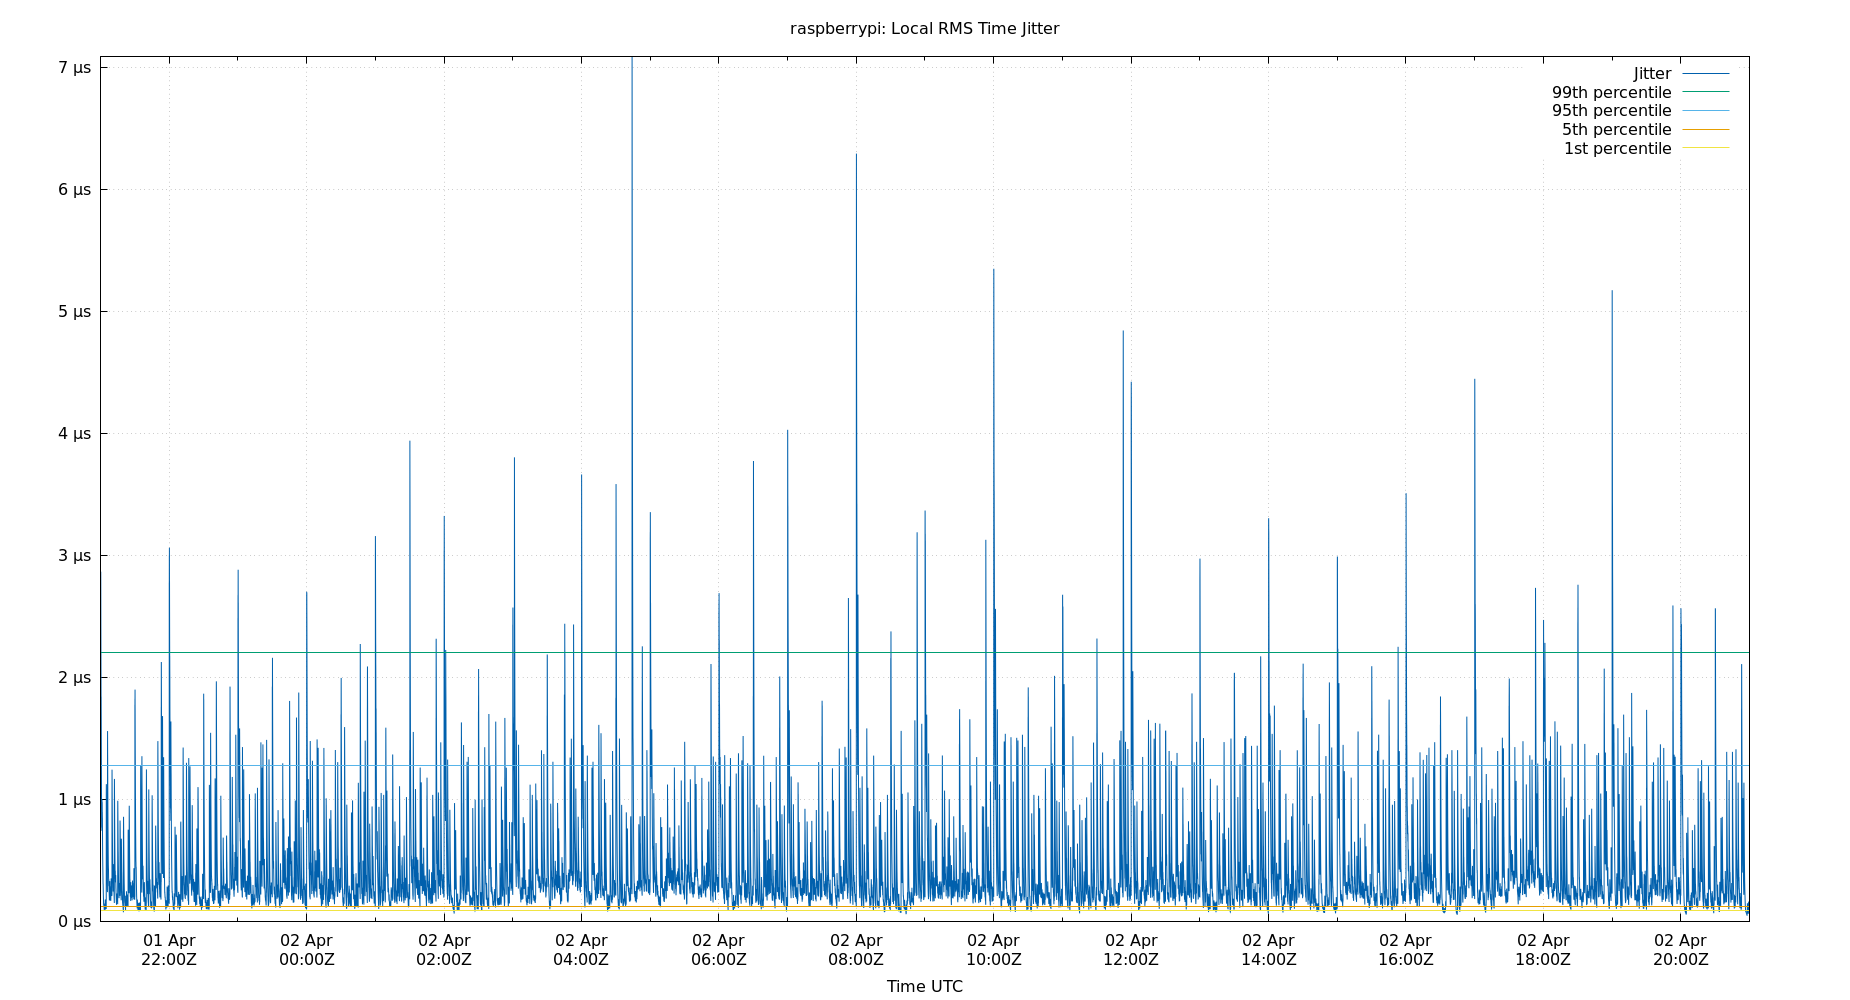 raspberrypi: Local RMS Time Jitter
7 µs
6 µs
5 µs
4 µs
3 µs
2 µs
1 µs
0 µs
Jitter
99th percentile
95th percentile
5th percentile
1st percentile
01 Apr
22:00Z
02 Apr
00:00Z
02 Apr
02:00Z
02 Apr
04:00Z
02 Apr
06:00Z
02 Apr
08:00Z
02 Apr
10:00Z
02 Apr
12:00Z
02 Apr
14:00Z
02 Apr
16:00Z
02 Apr
18:00Z
02 Apr
20:00Z
Time UTC